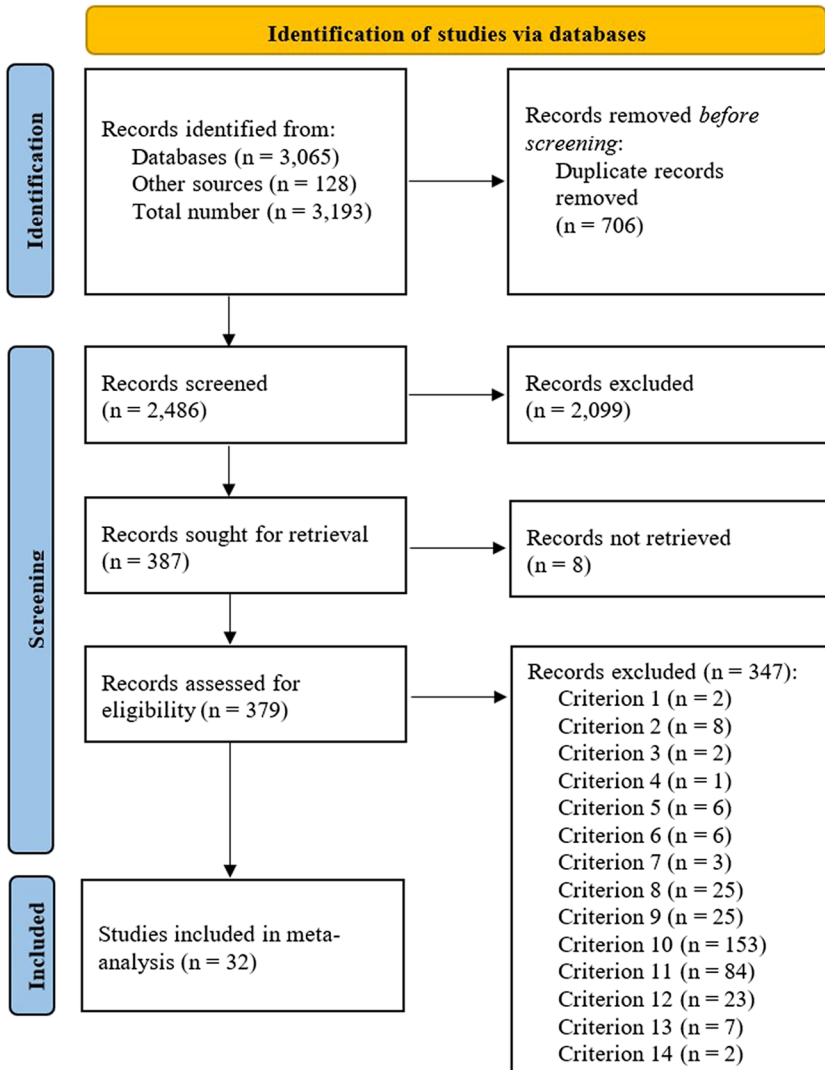 Identification of studies via databases
Identification
Records identified from:
Databases (n = 3,065)
Other sources (n = 128)
Total number (n = 3,193)
Records removed before
screening:
Duplicate records
removed
(n = 706)
Screening
Records screened
(n = 2,486)
Records excluded
(n = 2,099)
Records sought for retrieval
(n = 387)
Records not retrieved
(n = 8)
Records assessed for
eligibility (n = 379)
Records excluded (n = 347):
Criterion 1 (n = 2)
Criterion 2 (n = 8)
Criterion 3 (n = 2)
Criterion 4 (n = 1)
Criterion 5 (n = 6)
Criterion 6 (n = 6)
Criterion 7 (n = 3)
Criterion 8 (n = 25)
Criterion 9 (n = 25)
Criterion 10 (n = 153)
Criterion 11 (n = 84)
Criterion 12 (n = 23)
Criterion 13 (n = 7)
Criterion 14 (n = 2)
Included
Studies included in meta-
analysis (n = 32)